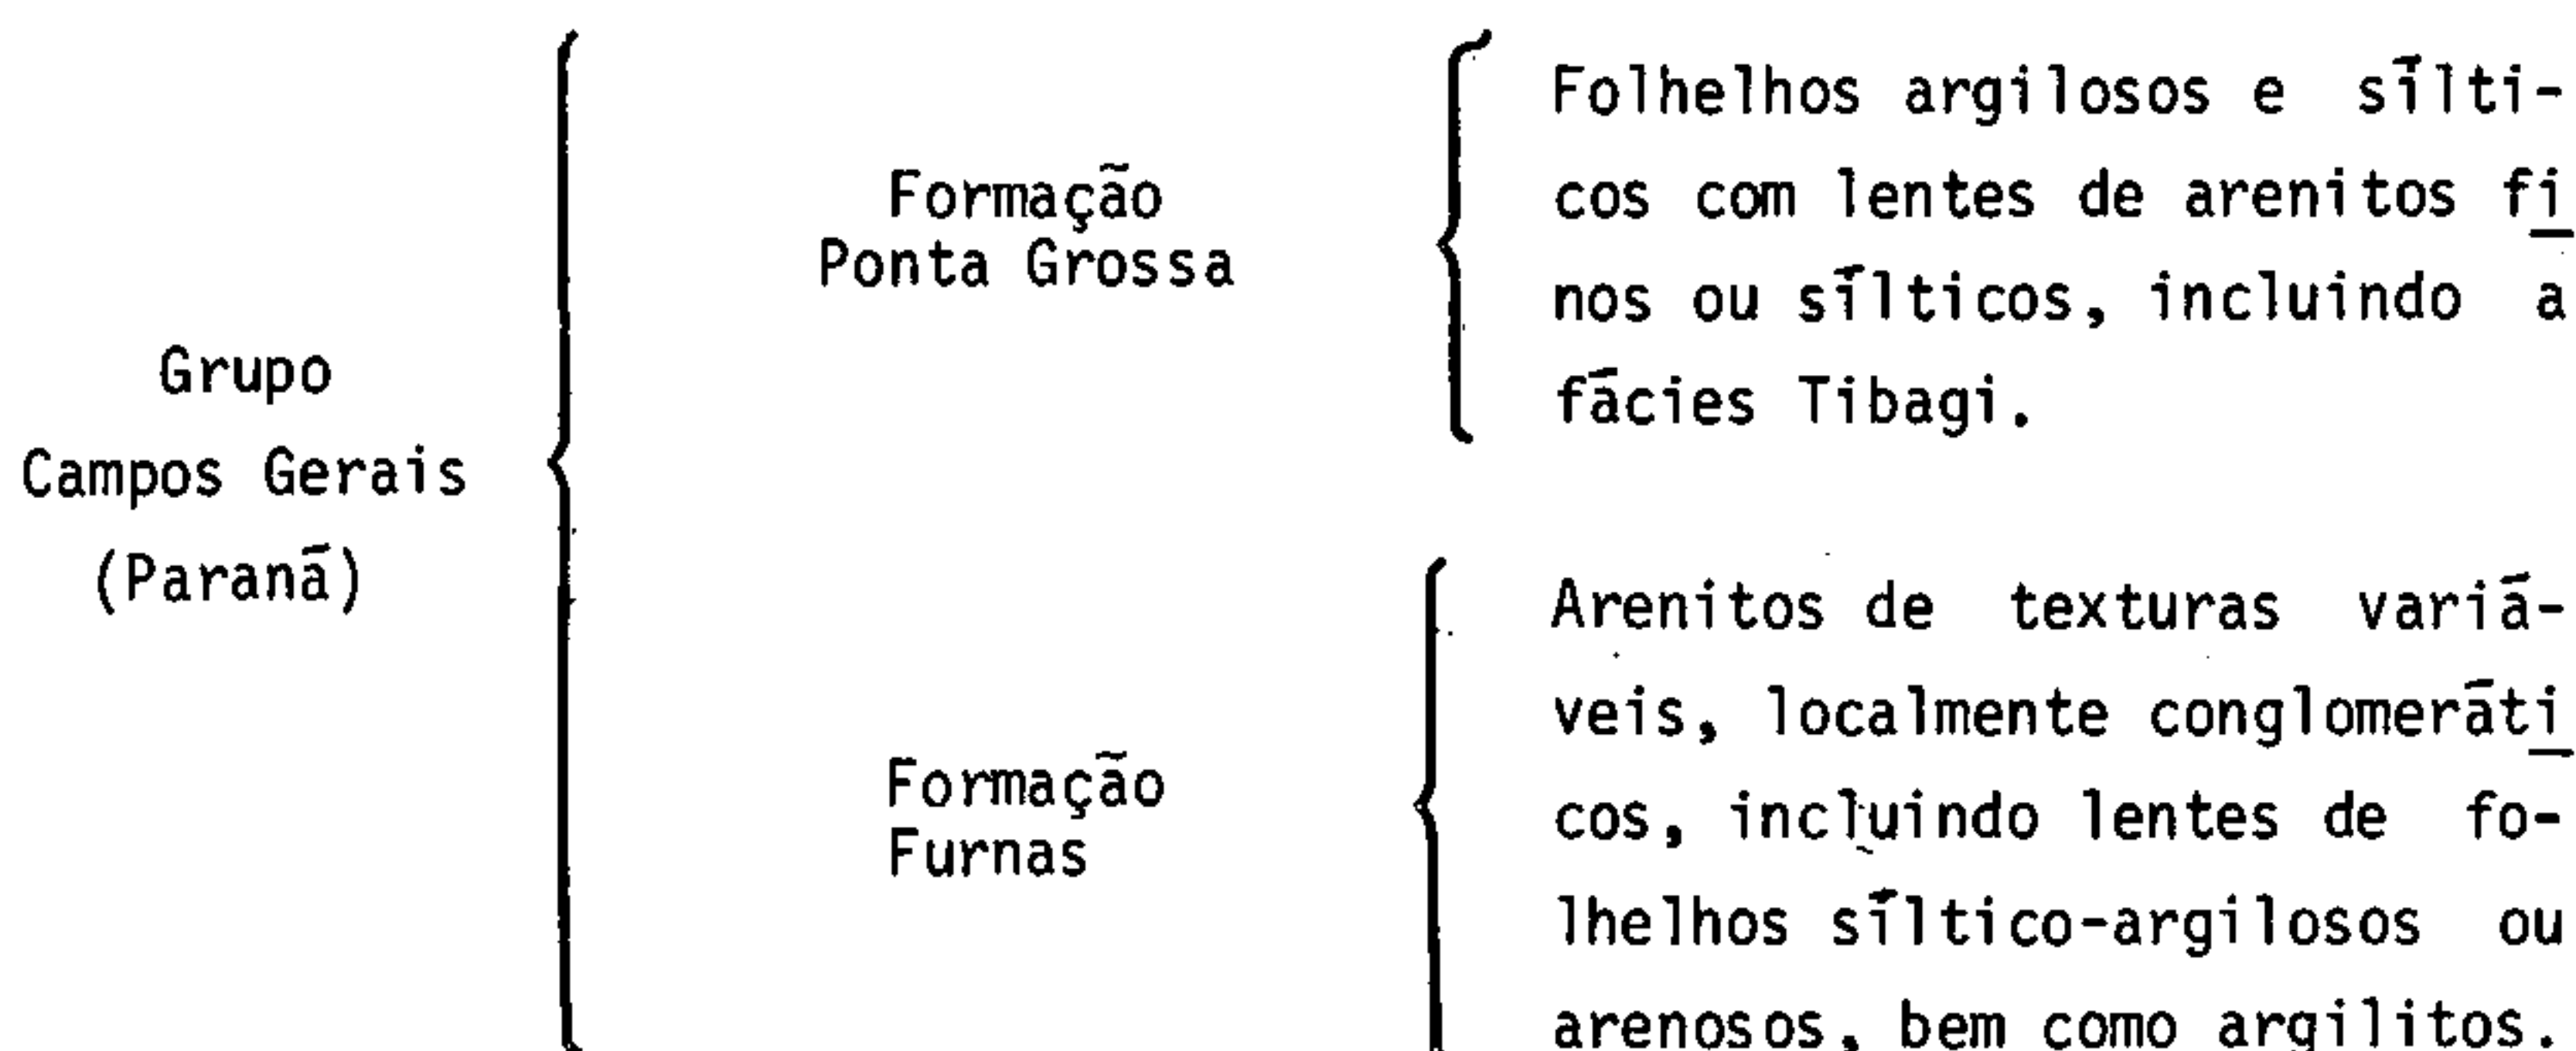 Grupo
Campos Gerais
(Paraná)
Formação
Ponta Grossa
Folhelhos argilosos e sílti-
cos com lentes de arenitos fi
nos ou sílticos, incluindo a
fácies Tibagi.
Formação
Furnas
Arenitos de texturas variá-
veis, localmente conglomeráti
cos, incluindo lentes de fo-
lhelhos síltico-argilosos ou
arenosos, bem como argilitos.